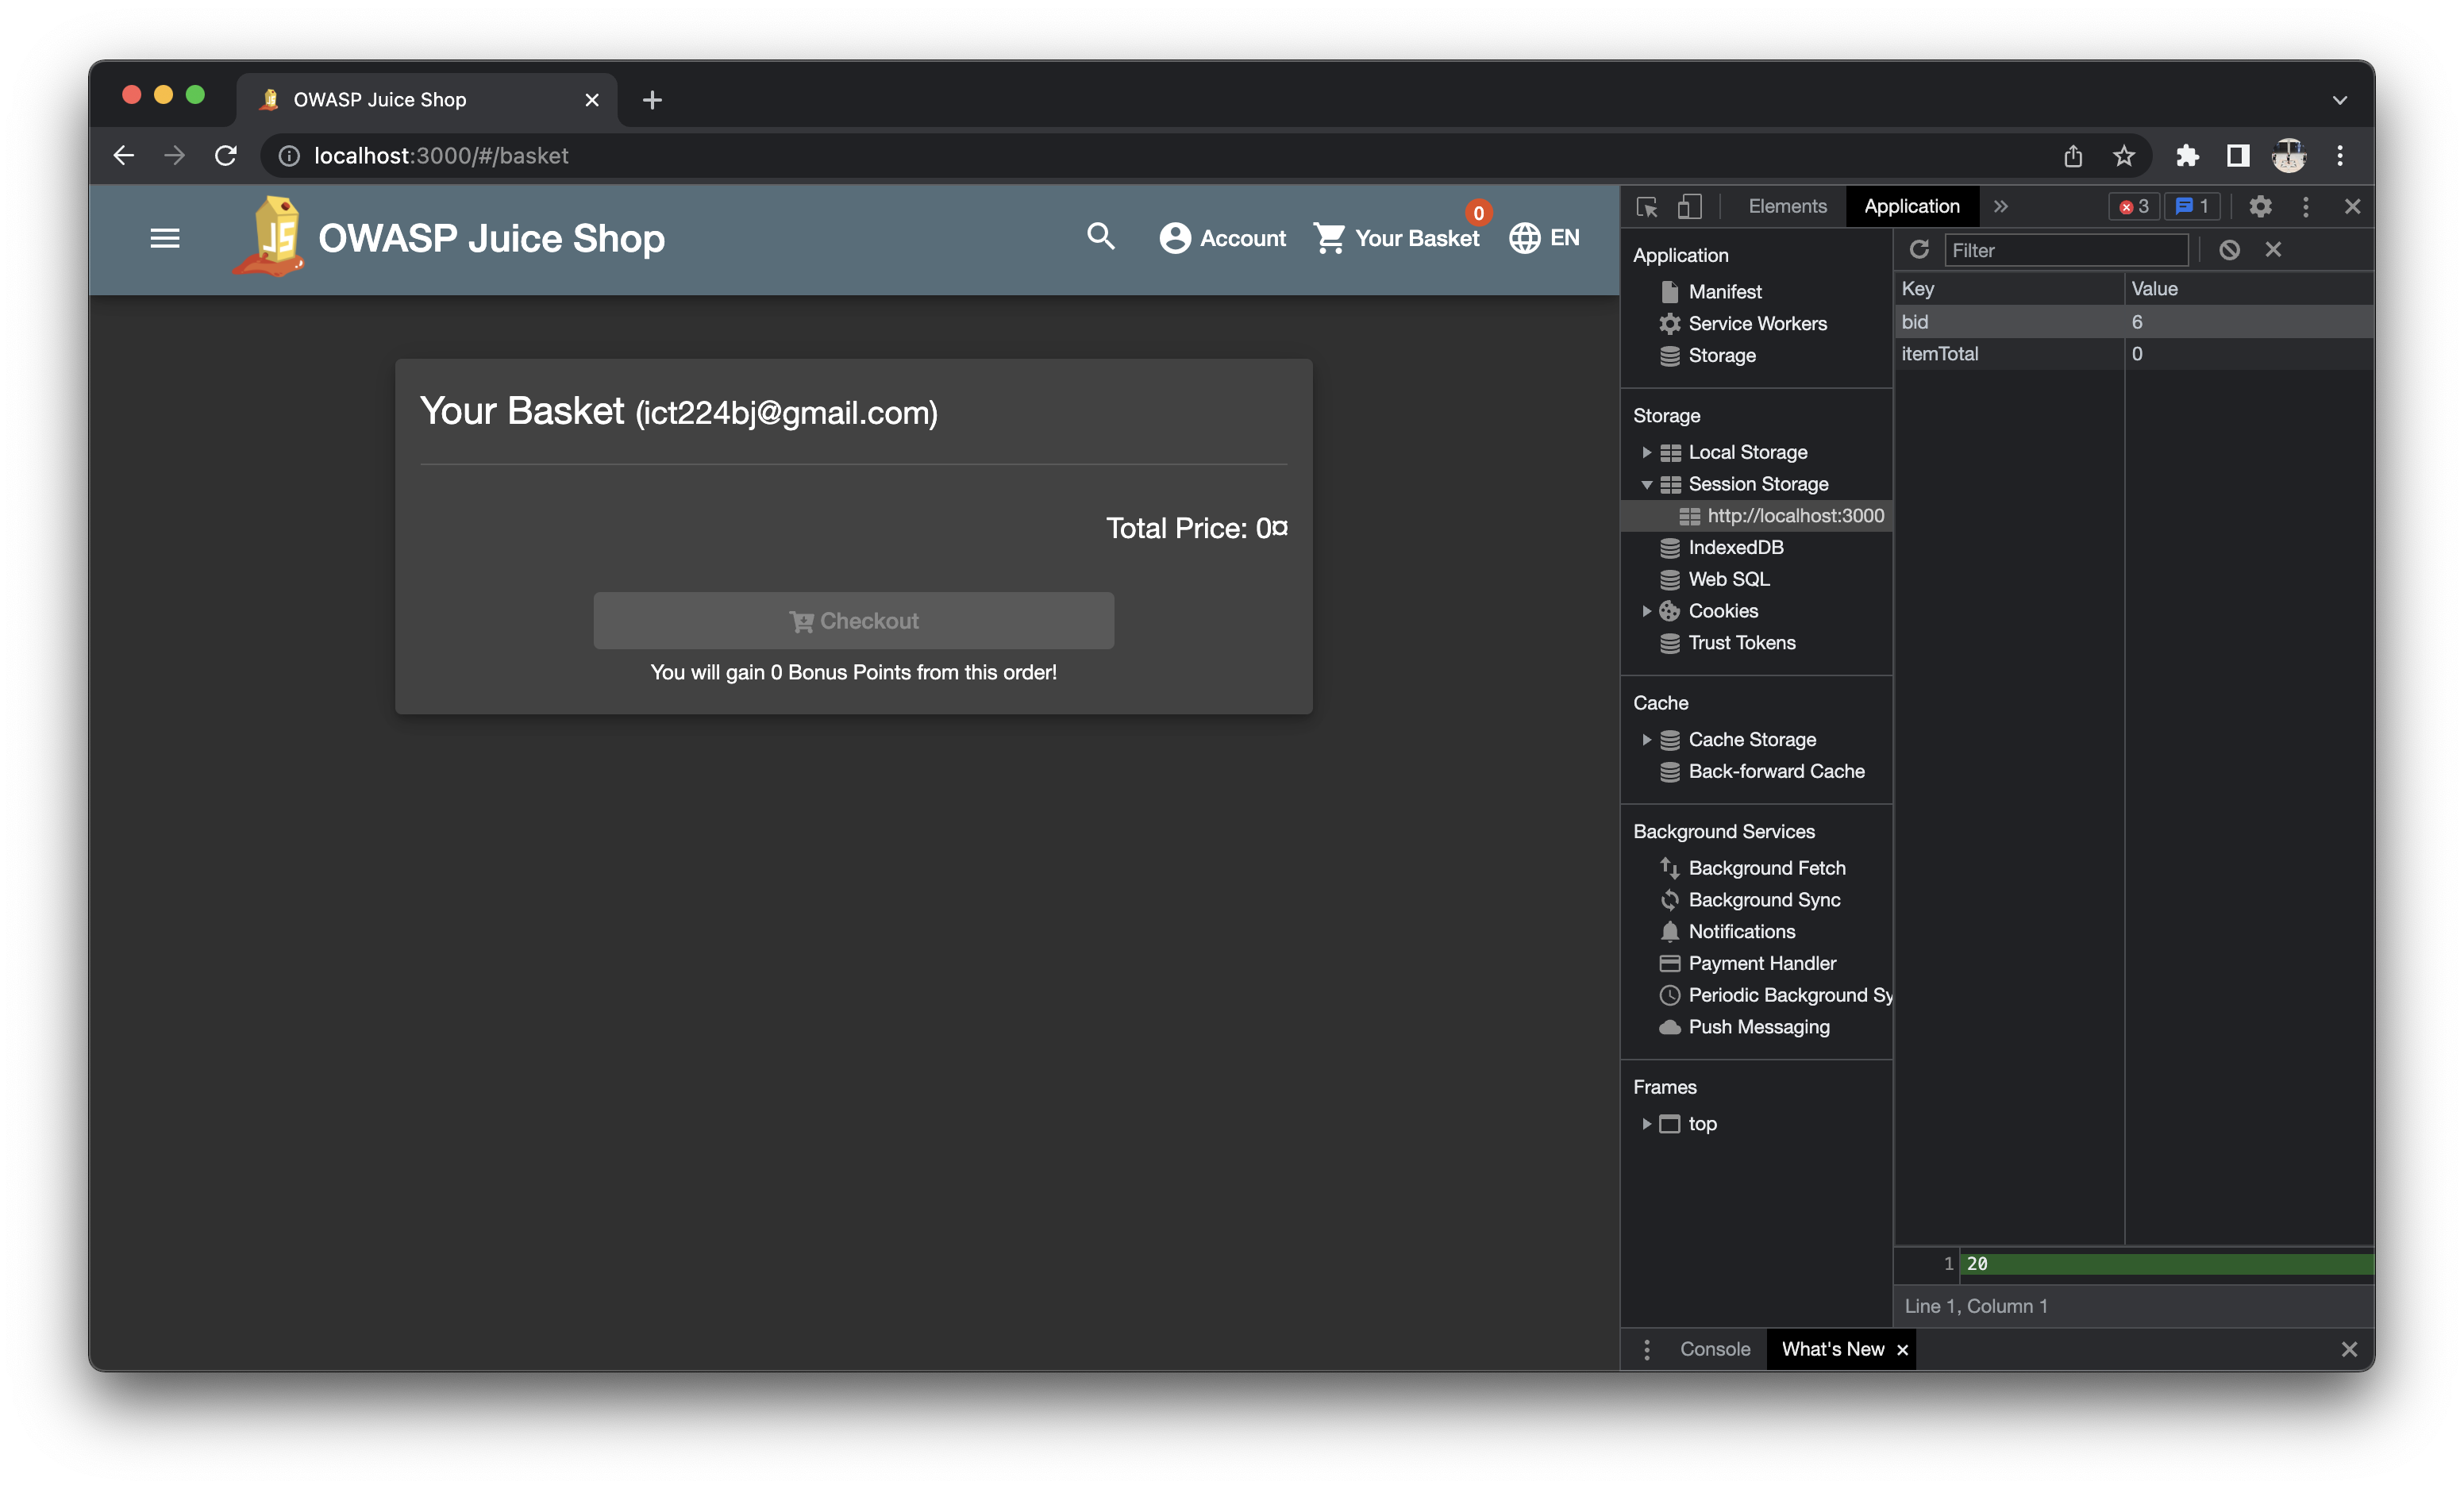 OWASP Juice Shop
localhost:3000/#/basket
JS
OWASP Juice Shop
Account
0
Your Basket
EN
Your Basket (ict224bj@gmail.com)
Total Price: 0¤
Checkout
You will gain 0 Bonus Points from this order!
Elements
Application
3
1
Application
Manifest
Service Workers
Storage
Storage
Local Storage
Session Storage
http://localhost:3000
IndexedDB
Web SQL
Cookies
Trust Tokens
Cache
Cache Storage
Back-forward Cache
Background Services
Background Fetch
Background Sync
Notifications
Payment Handler
Periodic Background Sy
Push Messaging
Frames
top
Filter
Key Value
bid 6
itemTotal 0
1 20
Line 1, Column 1
Console
What's New